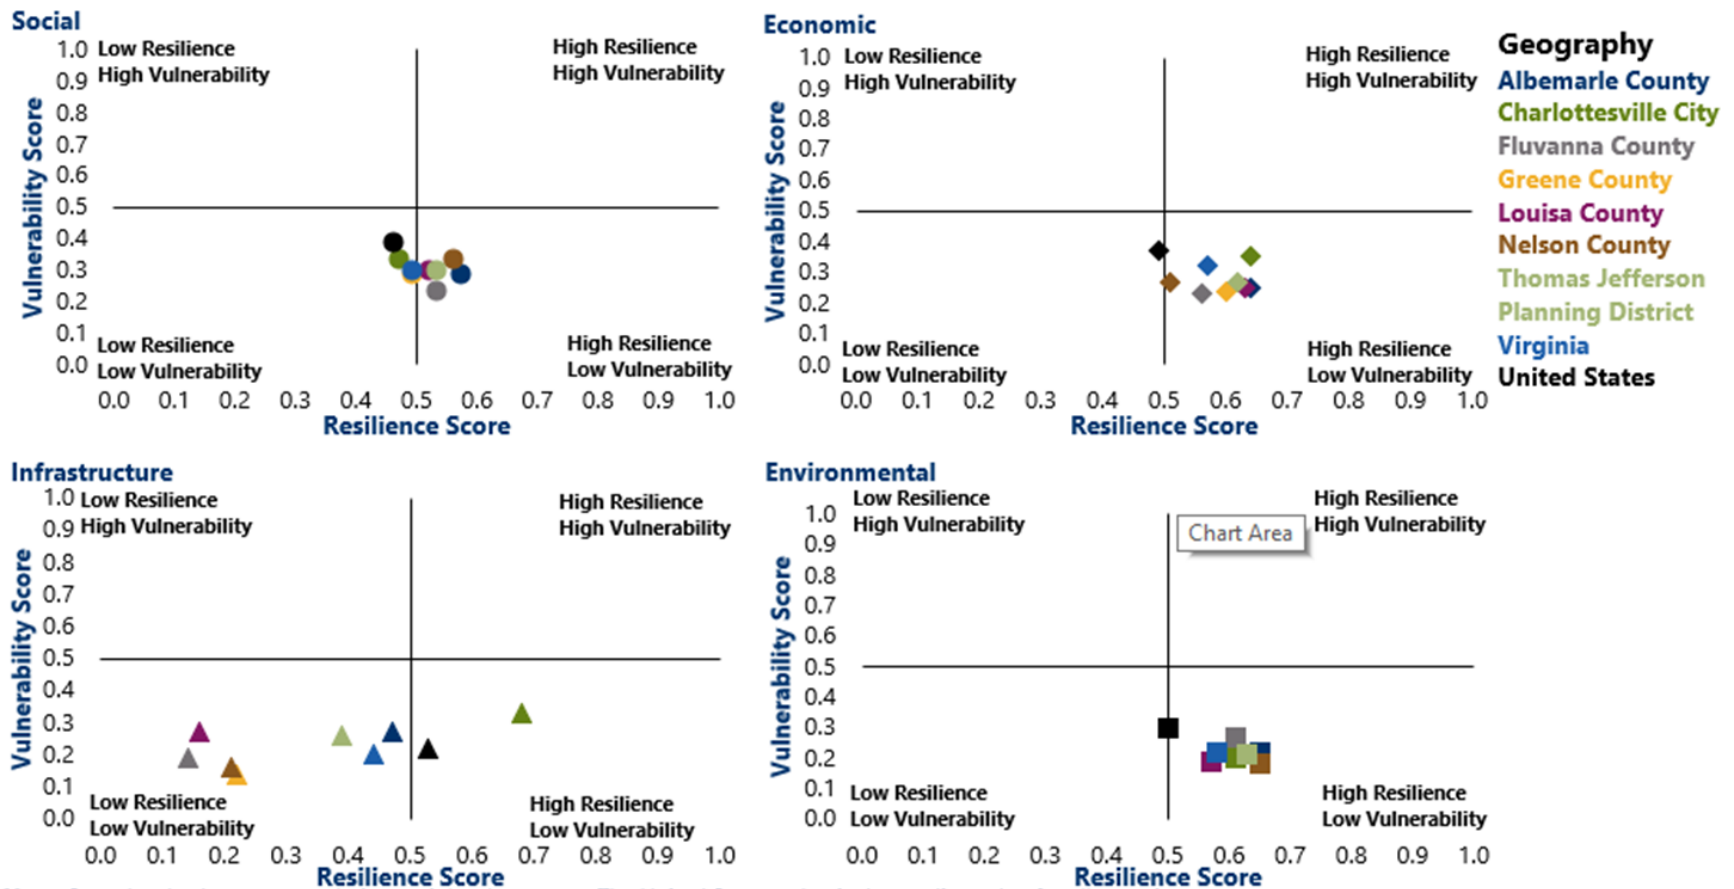 Social
Low Resilience
High Vulnerability
High Resilience
High Vulnerability
Vulnerability Score
1.0
0.9
0.8
0.7
0.6
0.5
0.4
0.3
0.2
0.1
0.0
Low Resilience
Low Vulnerability
High Resilience
Low Vulnerability
0.0 0.1 0.2 0.3 0.4 0.5 0.6 0.7 0.8 0.9 1.0
Resilience Score
Economic
Low Resilience
High Vulnerability
High Resilience
High Vulnerability
Vulnerability Score
1.0
0.9
0.8
0.7
0.6
0.5
0.4
0.3
0.2
0.1
0.0
Low Resilience
Low Vulnerability
High Resilience
Low Vulnerability
0.0 0.1 0.2 0.3 0.4 0.5 0.6 0.7 0.8 0.9 1.0
Resilience Score
Geography
Albemarle County
Charlottesville City
Fluvanna County
Greene County
Louisa County
Nelson County
Thomas Jefferson
Planning District
Virginia
United States
Infrastructure
Low Resilience
High Vulnerability
High Resilience
High Vulnerability
Vulnerability Score
1.0
0.9
0.8
0.7
0.6
0.5
0.4
0.3
0.2
0.1
0.0
Low Resilience
Low Vulnerability
High Resilience
Low Vulnerability
0.0 0.1 0.2 0.3 0.4 0.5 0.6 0.7 0.8 0.9 1.0
Resilience Score
Environmental
Low Resilience
High Vulnerability
High Resilience
High Vulnerability
Chart Area
Vulnerability Score
1.0
0.9
0.8
0.7
0.6
0.5
0.4
0.3
0.2
0.1
0.0
Low Resilience
Low Vulnerability
High Resilience
Low Vulnerability
0.0 0.1 0.2 0.3 0.4 0.5 0.6 0.7 0.8 0.9 1.0
Resilience Score